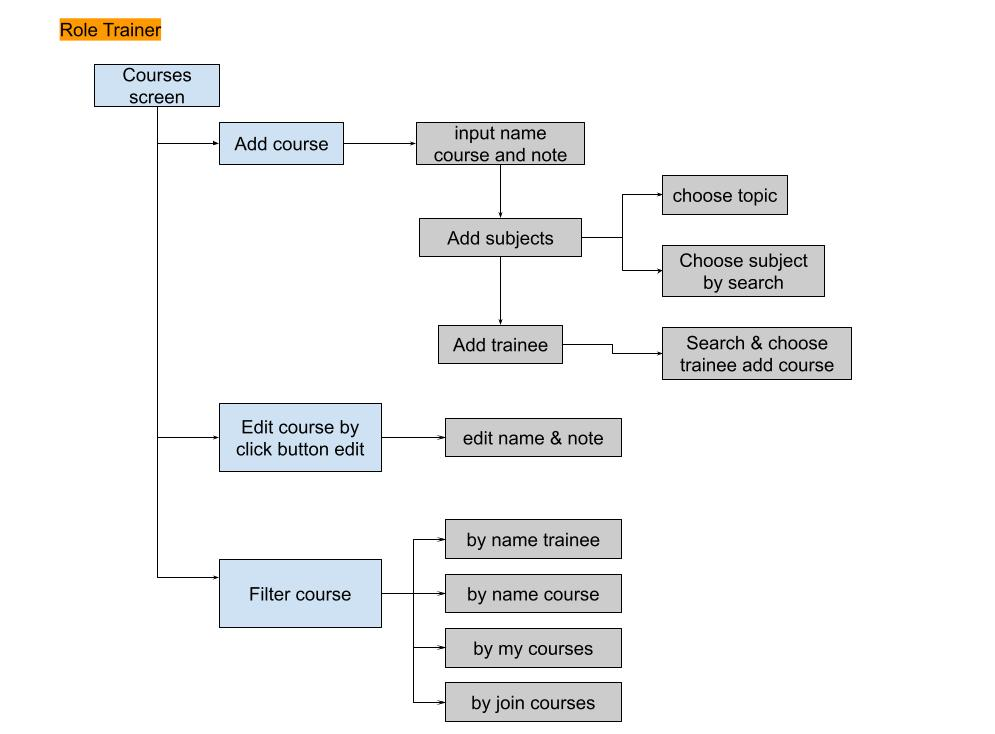 Role Trainer
Courses
screen
Add course
input name
course and note
choose topic
Add subjects
Choose subject
by search
Add trainee
Search & choose
trainee add course
Edit course by
click button edit
edit name & note
by name trainee
Filter course
by name course
by my courses
by join courses